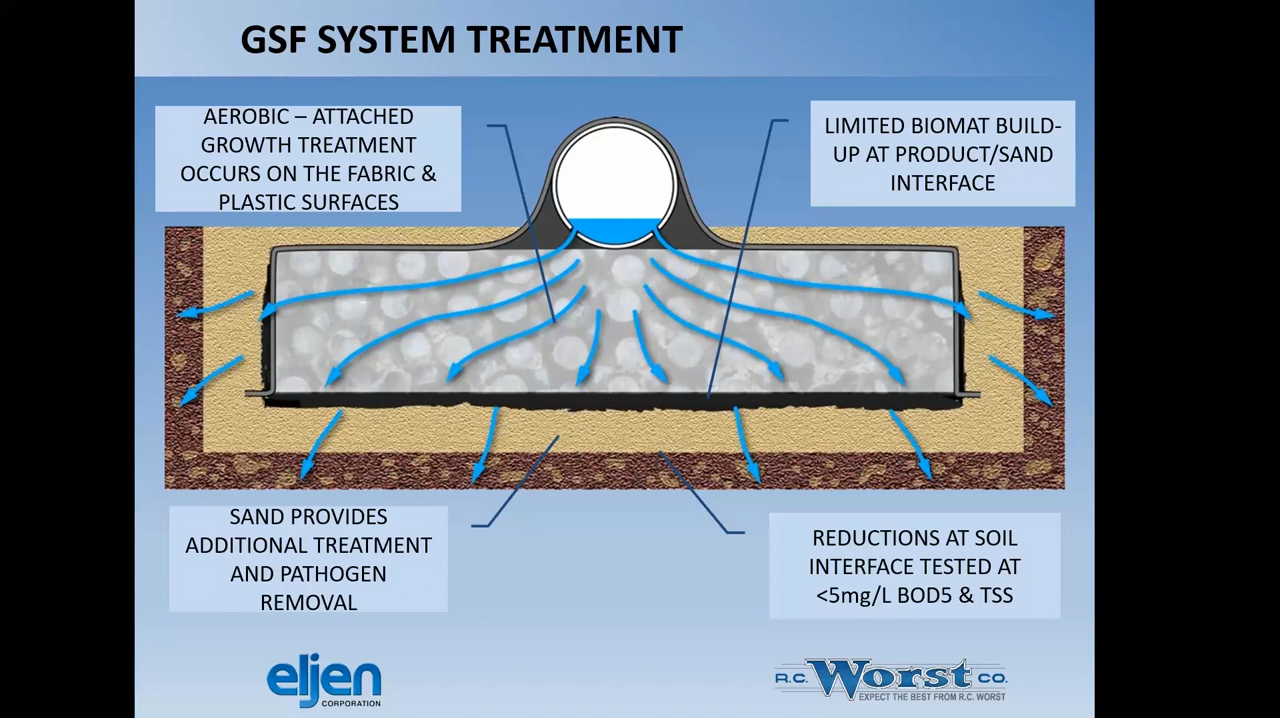 GSF SYSTEM TREATMENT
AEROBIC – ATTACHED
GROWTH TREATMENT
OCCURS ON THE FABRIC &
PLASTIC SURFACES
LIMITED BIOMAT BUILD-
UP AT PRODUCT/SAND
INTERFACE
SAND PROVIDES
ADDITIONAL TREATMENT
AND PATHOGEN
REMOVAL
REDUCTIONS AT SOIL
INTERFACE TESTED AT
<5mg/L BOD5 & TSS
eljen
CORPORATION
R.C. Worst CO.
EXPECT THE BEST FROM R.C. WORST